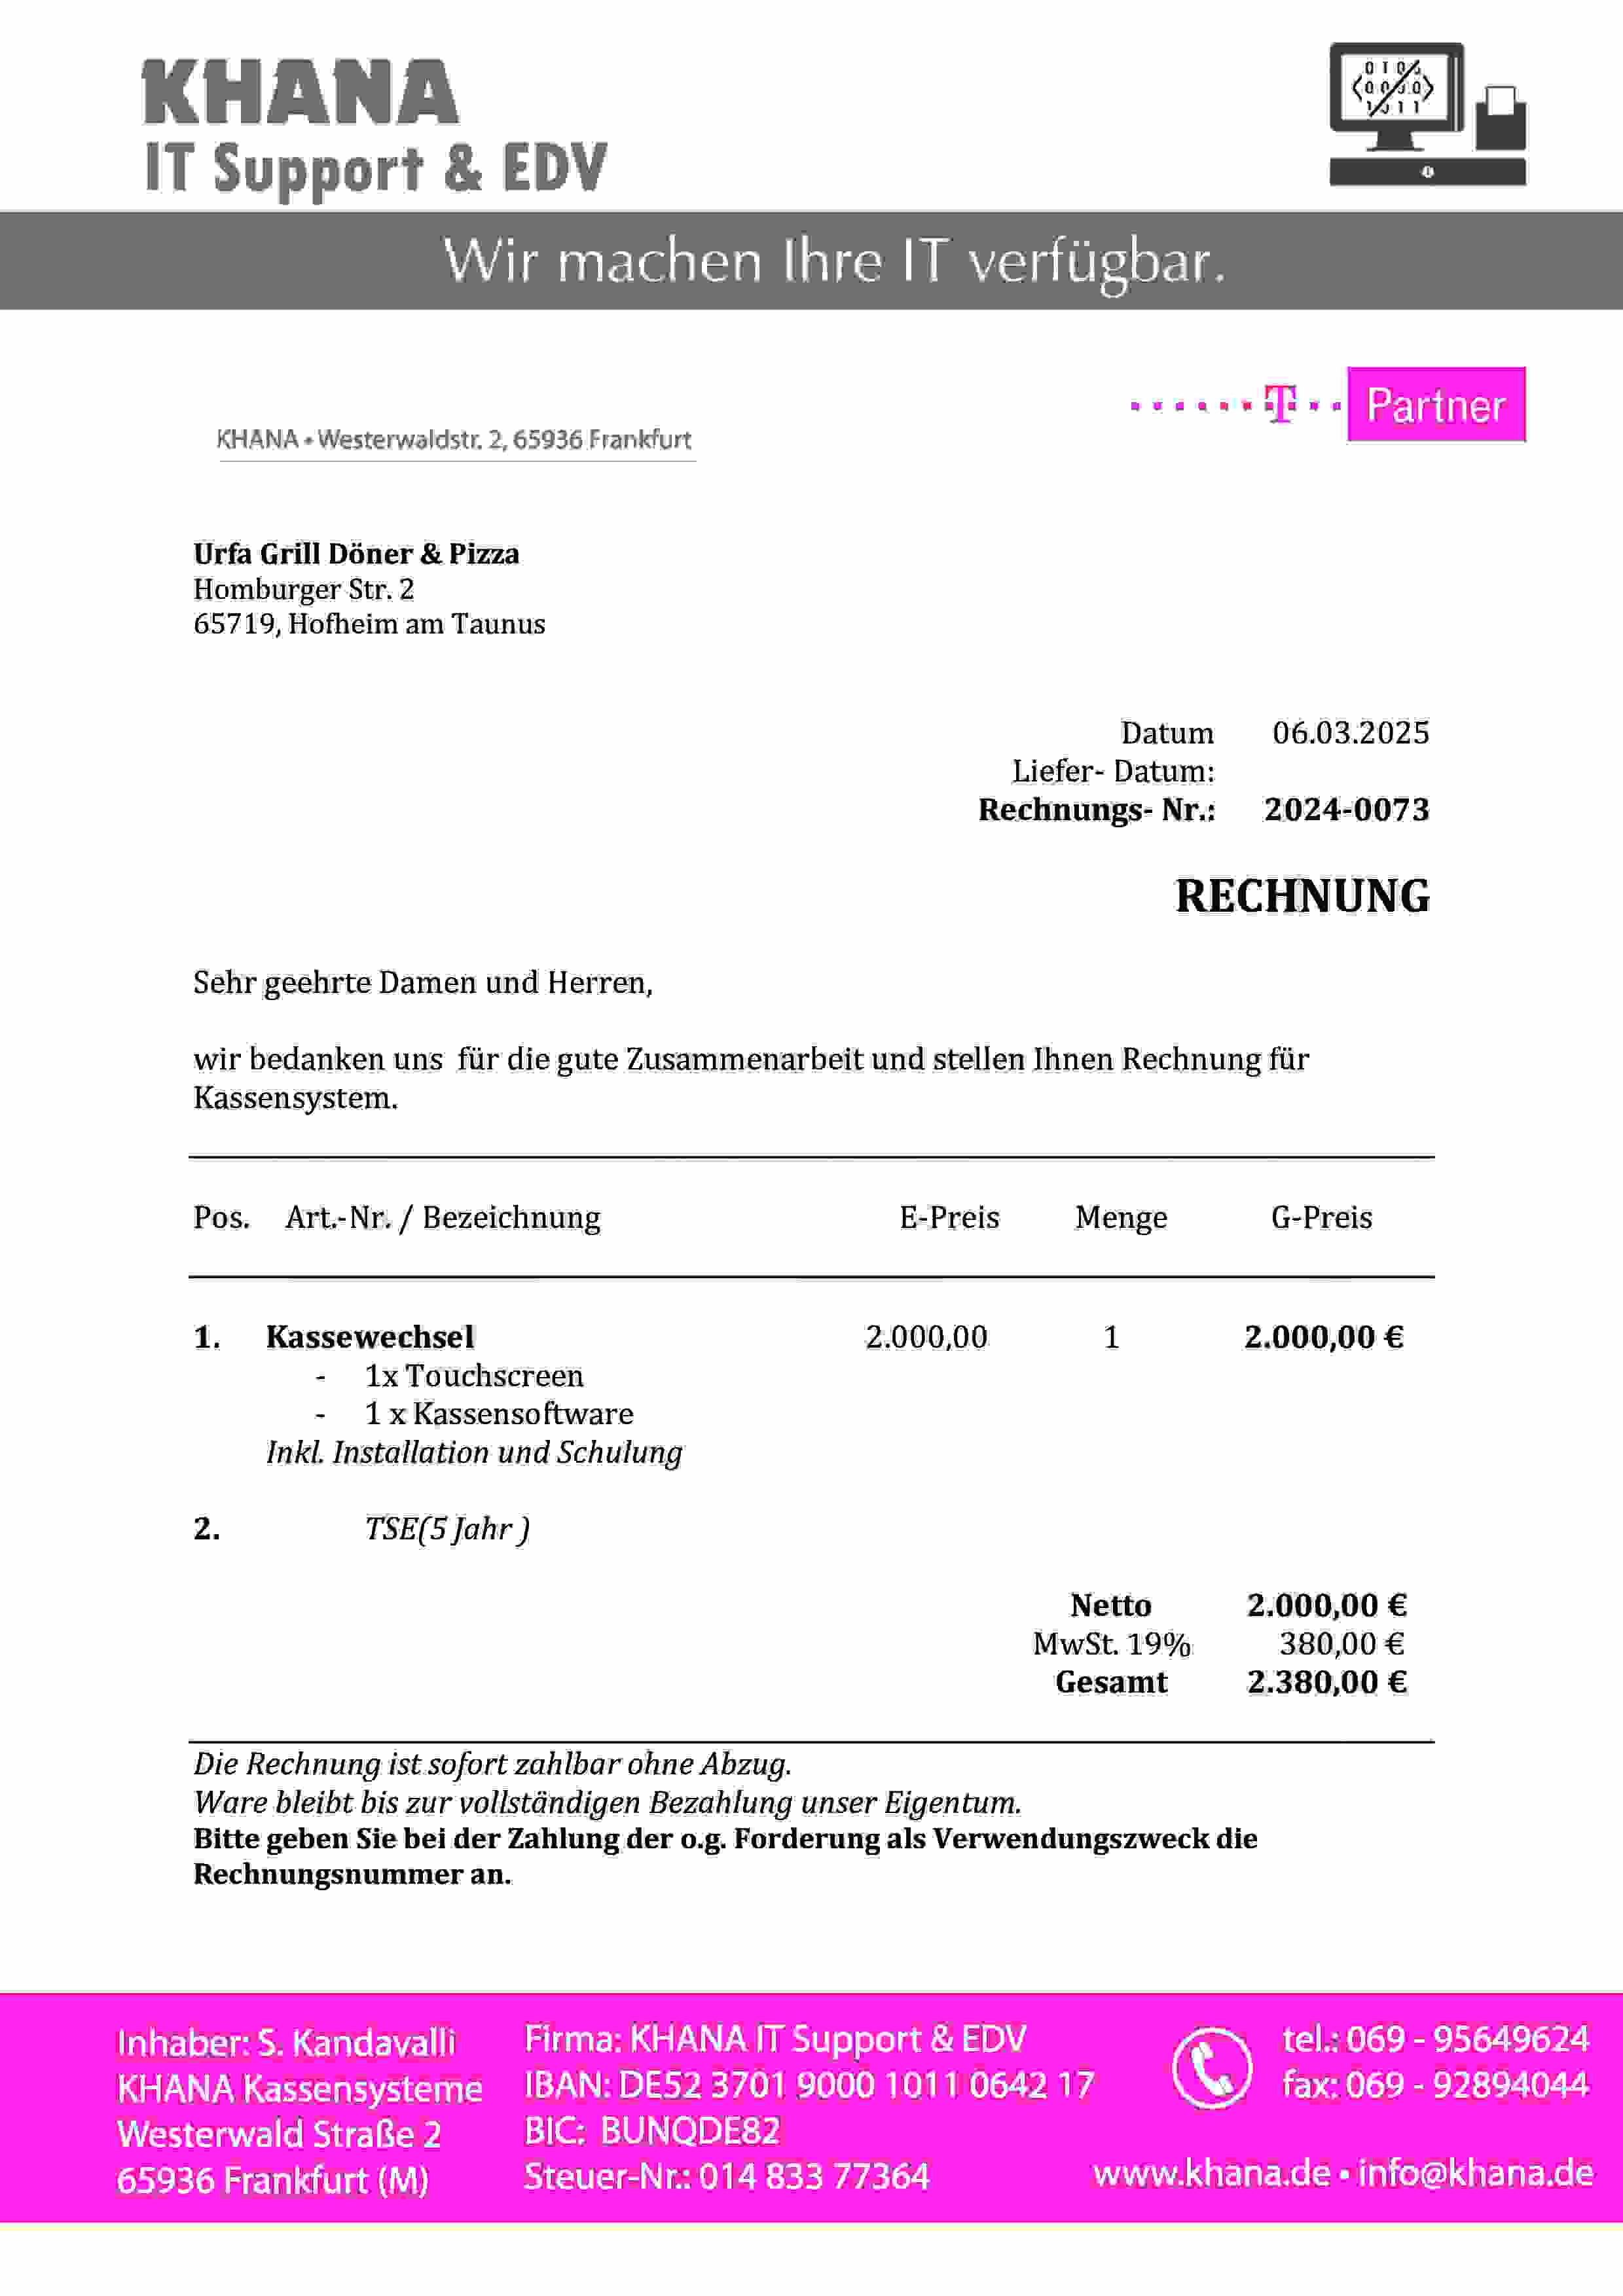 KHANA
IT Support & EDV
Wir machen Ihre IT verfügbar.
T Partner
KHANA • Westerwaldstr. 2, 65936 Frankfurt
Urfa Grill Döner & Pizza
Homburger Str. 2
65719, Hofheim am Taunus
Datum 06.03.2025
Liefer- Datum:
Rechnungs- Nr.: 2024-0073
RECHNUNG
Sehr geehrte Damen und Herren,
wir bedanken uns für die gute Zusammenarbeit und stellen Ihnen Rechnung für
Kassensystem.
Pos. Art.-Nr. / Bezeichnung E-Preis Menge G-Preis
1. Kassewechsel 2.000,00 1 2.000,00 €
- 1x Touchscreen
- 1 x Kassensoftware
Inkl. Installation und Schulung
2. TSE(5 Jahr )
Netto 2.000,00 €
MwSt. 19% 380,00 €
Gesamt 2.380,00 €
Die Rechnung ist sofort zahlbar ohne Abzug.
Ware bleibt bis zur vollständigen Bezahlung unser Eigentum.
Bitte geben Sie bei der Zahlung der o.g. Forderung als Verwendungszweck die
Rechnungsnummer an.
Inhaber: S. Kandavalli
KHANA Kassensysteme
Westerwald Straße 2
65936 Frankfurt (M)
Firma: KHANA IT Support & EDV
IBAN: DE52 3701 9000 1011 0642 17
BIC: BUNQDE82
Steuer-Nr.: 014 833 77364
tel.: 069 - 95649624
fax: 069 - 92894044
www.khana.de • info@khana.de